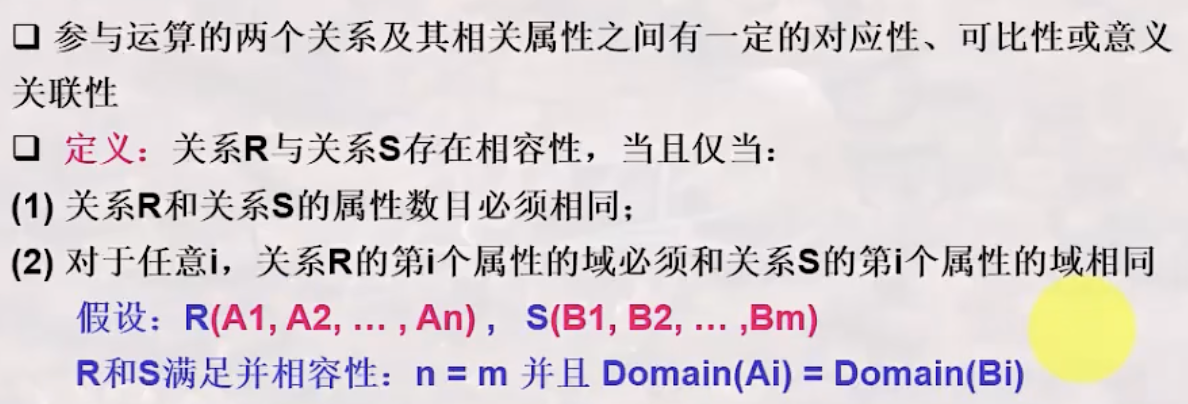 ❑ 参与运算的两个关系及其相关属性之间有一定的对应性、可比性或意义
关联性
❑ 定义：关系R与关系S存在相容性，当且仅当：
(1) 关系R和关系S的属性数目必须相同；
(2) 对于任意i，关系R的第i个属性的域必须和关系S的第i个属性的域相同
假设：R(A1, A2, … , An) ， S(B1, B2, … ,Bm)
R和S满足并相容性：n = m 并且 Domain(Ai) = Domain(Bi)